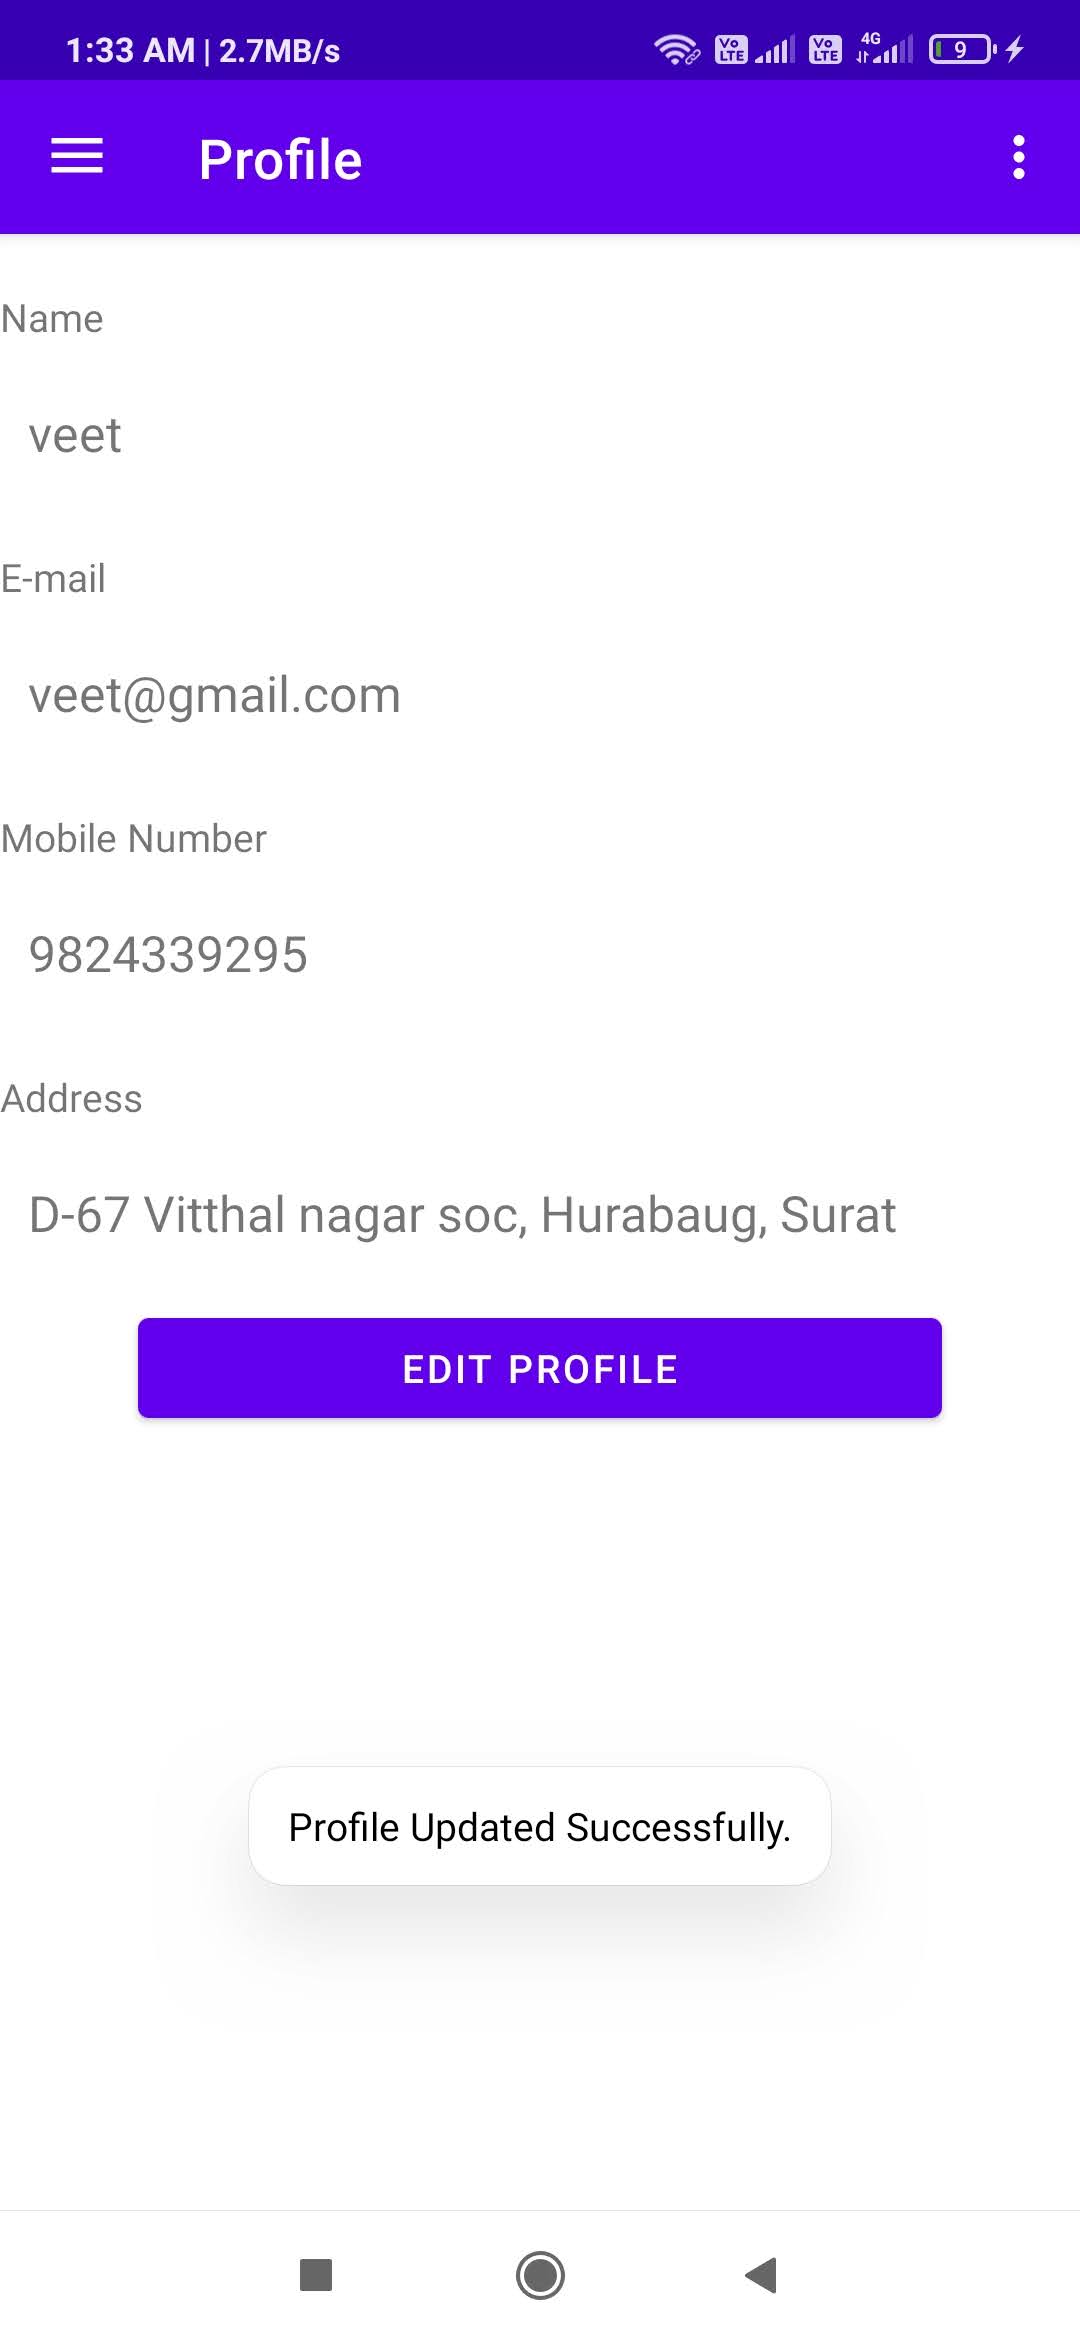 1:33 AM | 2.7MB/s Vo LTE Vo LTE 4G 9
Profile
Name
veet
E-mail
veet@gmail.com
Mobile Number
9824339295
Address
D-67 Vitthal nagar soc, Hurabaug, Surat
EDIT PROFILE
Profile Updated Successfully.